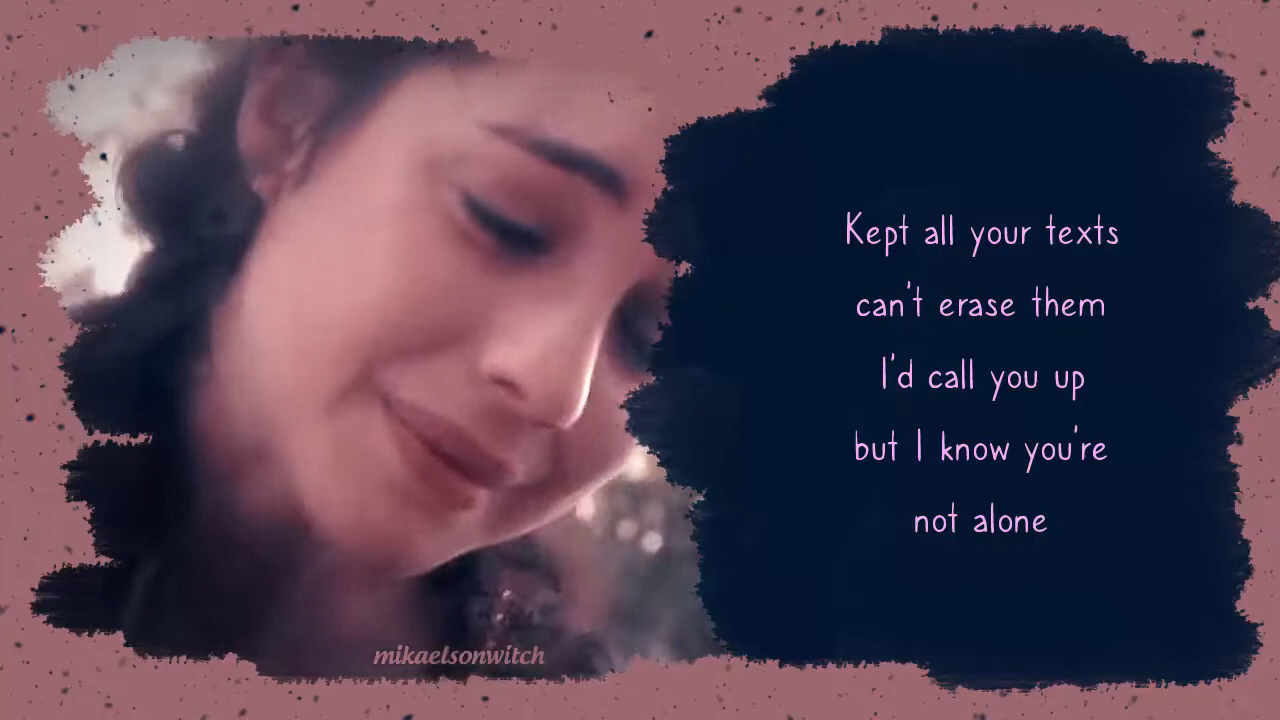 Kept all your texts
can't erase them
I'd call you up
but I know you're
not alone
mikaelsonwitch